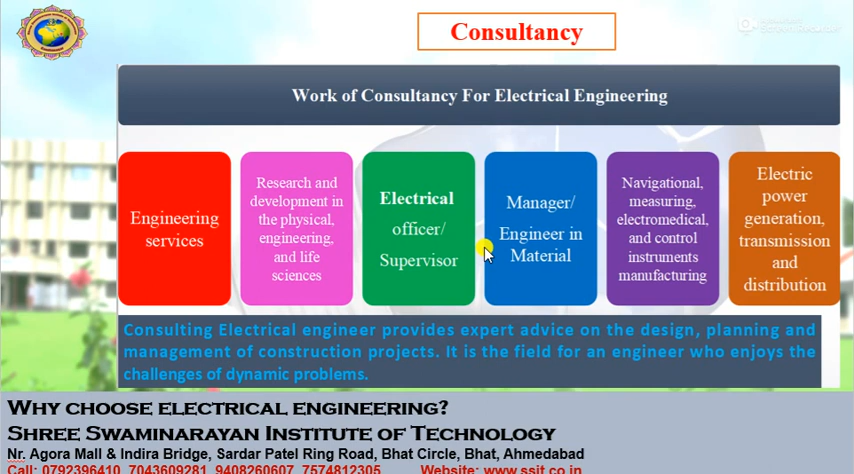 Consultancy
Work of Consultancy For Electrical Engineering
Engineering
services
Research and
development in
the physical,
engineering,
and life
sciences
Electrical
officer/
Supervisor
Manager/
Engineer in
Material
Navigational,
measuring,
electromedical,
and control
instruments
manufacturing
Electric
power
generation,
transmission
and
distribution
Consulting Electrical engineer provides expert advice on the design, planning and
management of construction projects. It is the field for an engineer who enjoys the
challenges of dynamic problems.
WHY CHOOSE ELECTRICAL ENGINEERING?
SHREE SWAMINARAYAN INSTITUTE OF TECHNOLOGY
Nr. Agora Mall & Indira Bridge, Sardar Patel Ring Road, Bhat Circle, Bhat, Ahmedabad
Call: 0792396410, 7043609281, 9408260607, 7574812305 Website: www.ssit.co.in